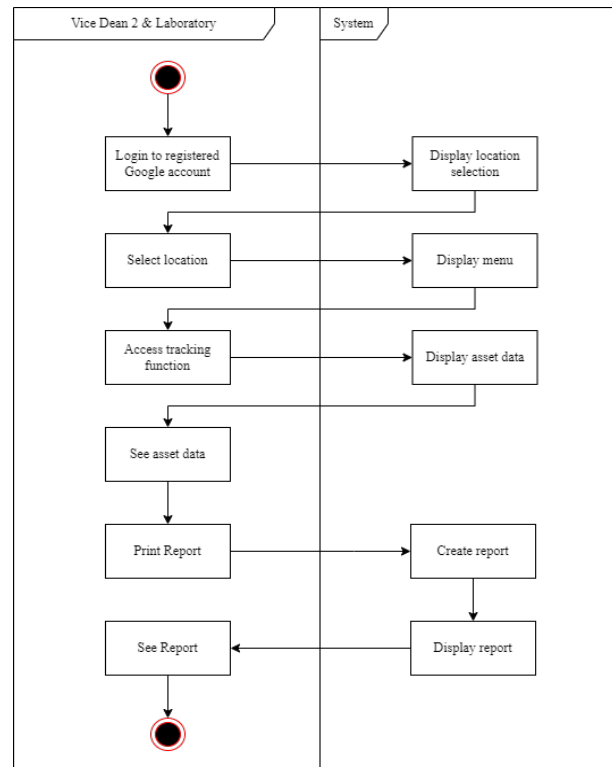 Vice Dean 2 & Laboratory
System
Login to registered
Google account
Display location
selection
Select location
Display menu
Access tracking
function
Display asset data
See asset data
Print Report
Create report
See Report
Display report